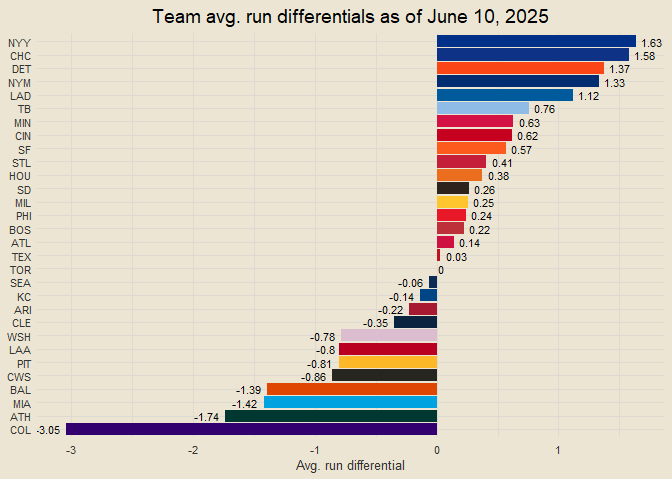 Team avg. run differentials as of June 10, 2025
NYY 1.63
CHC 1.58
DET 1.37
NYM 1.33
LAD 1.12
TB 0.76
MIN 0.63
CIN 0.62
SF 0.57
STL 0.41
HOU 0.38
SD 0.26
MIL 0.25
PHI 0.24
BOS 0.22
ATL 0.14
TEX 0.03
TOR 0
SEA -0.06
KC -0.14
ARI -0.22
CLE -0.35
WSH -0.78
LAA -0.8
PIT -0.81
CWS -0.86
BAL -1.39
MIA -1.42
ATH -1.74
COL -3.05
-3 -2 -1 0 1
Avg. run differential